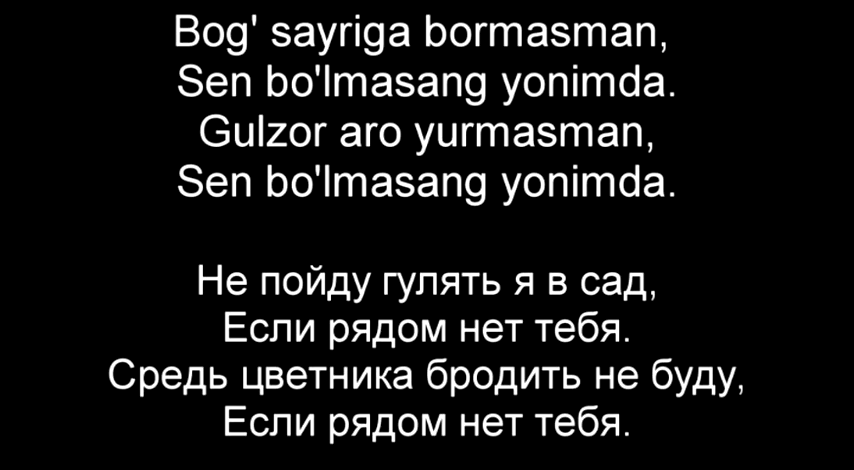 Bog' sayriga bormasman,
Sen bo'lmasang yonimda.
Gulzor aro yurmasman,
Sen bo'lmasang yonimda.
Не пойду гулять я в сад,
Если рядом нет тебя.
Средь цветника бродить не буду,
Если рядом нет тебя.